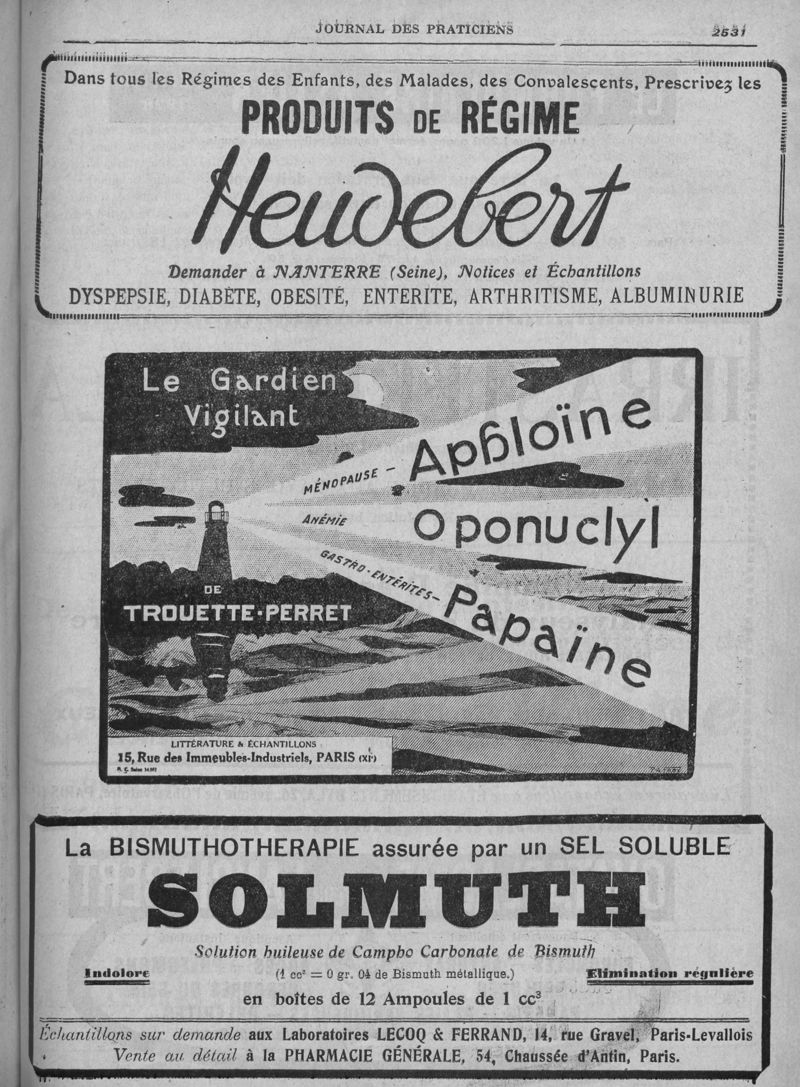 JOURNAL DES PRATICIENS 2531
Dans tous les Régimes des Enfants, des Malades, des Convalescents, Prescrivez les
PRODUITS DE RÉGIME
Heudebert
Demander à NANTERRE (Seine), Notices et Échantillons
DYSPEPSIE, DIABÈTE, OBESITÉ, ENTERITE, ARTHRITISME, ALBUMINURIE
Le Gardien
Vigilant
MÉNOPAUSE - Aphloïne
ANÉMIE Oponuclyl
GASTRO-ENTÉRITES- Papaïne
DE
TROUETTE-PERRET
LITTÉRATURE & ÉCHANTILLONS
15, Rue des Immeubles-Industriels, PARIS (XIᵉ)
La BISMUTHOTHERAPIE assurée par un SEL SOLUBLE
SOLMUTH
Solution huileuse de Campho Carbonate de Bismuth
Indolore (1 cc³ = 0 gr. 04 de Bismuth métallique.) Elimination régulière
en boîtes de 12 Ampoules de 1 cc³
Échantillons sur demande aux Laboratoires LECOQ & FERRAND, 14, rue Gravel, Paris-Levallois
Vente au détail à la PHARMACIE GÉNÉRALE, 54, Chaussée d'Antin, Paris.